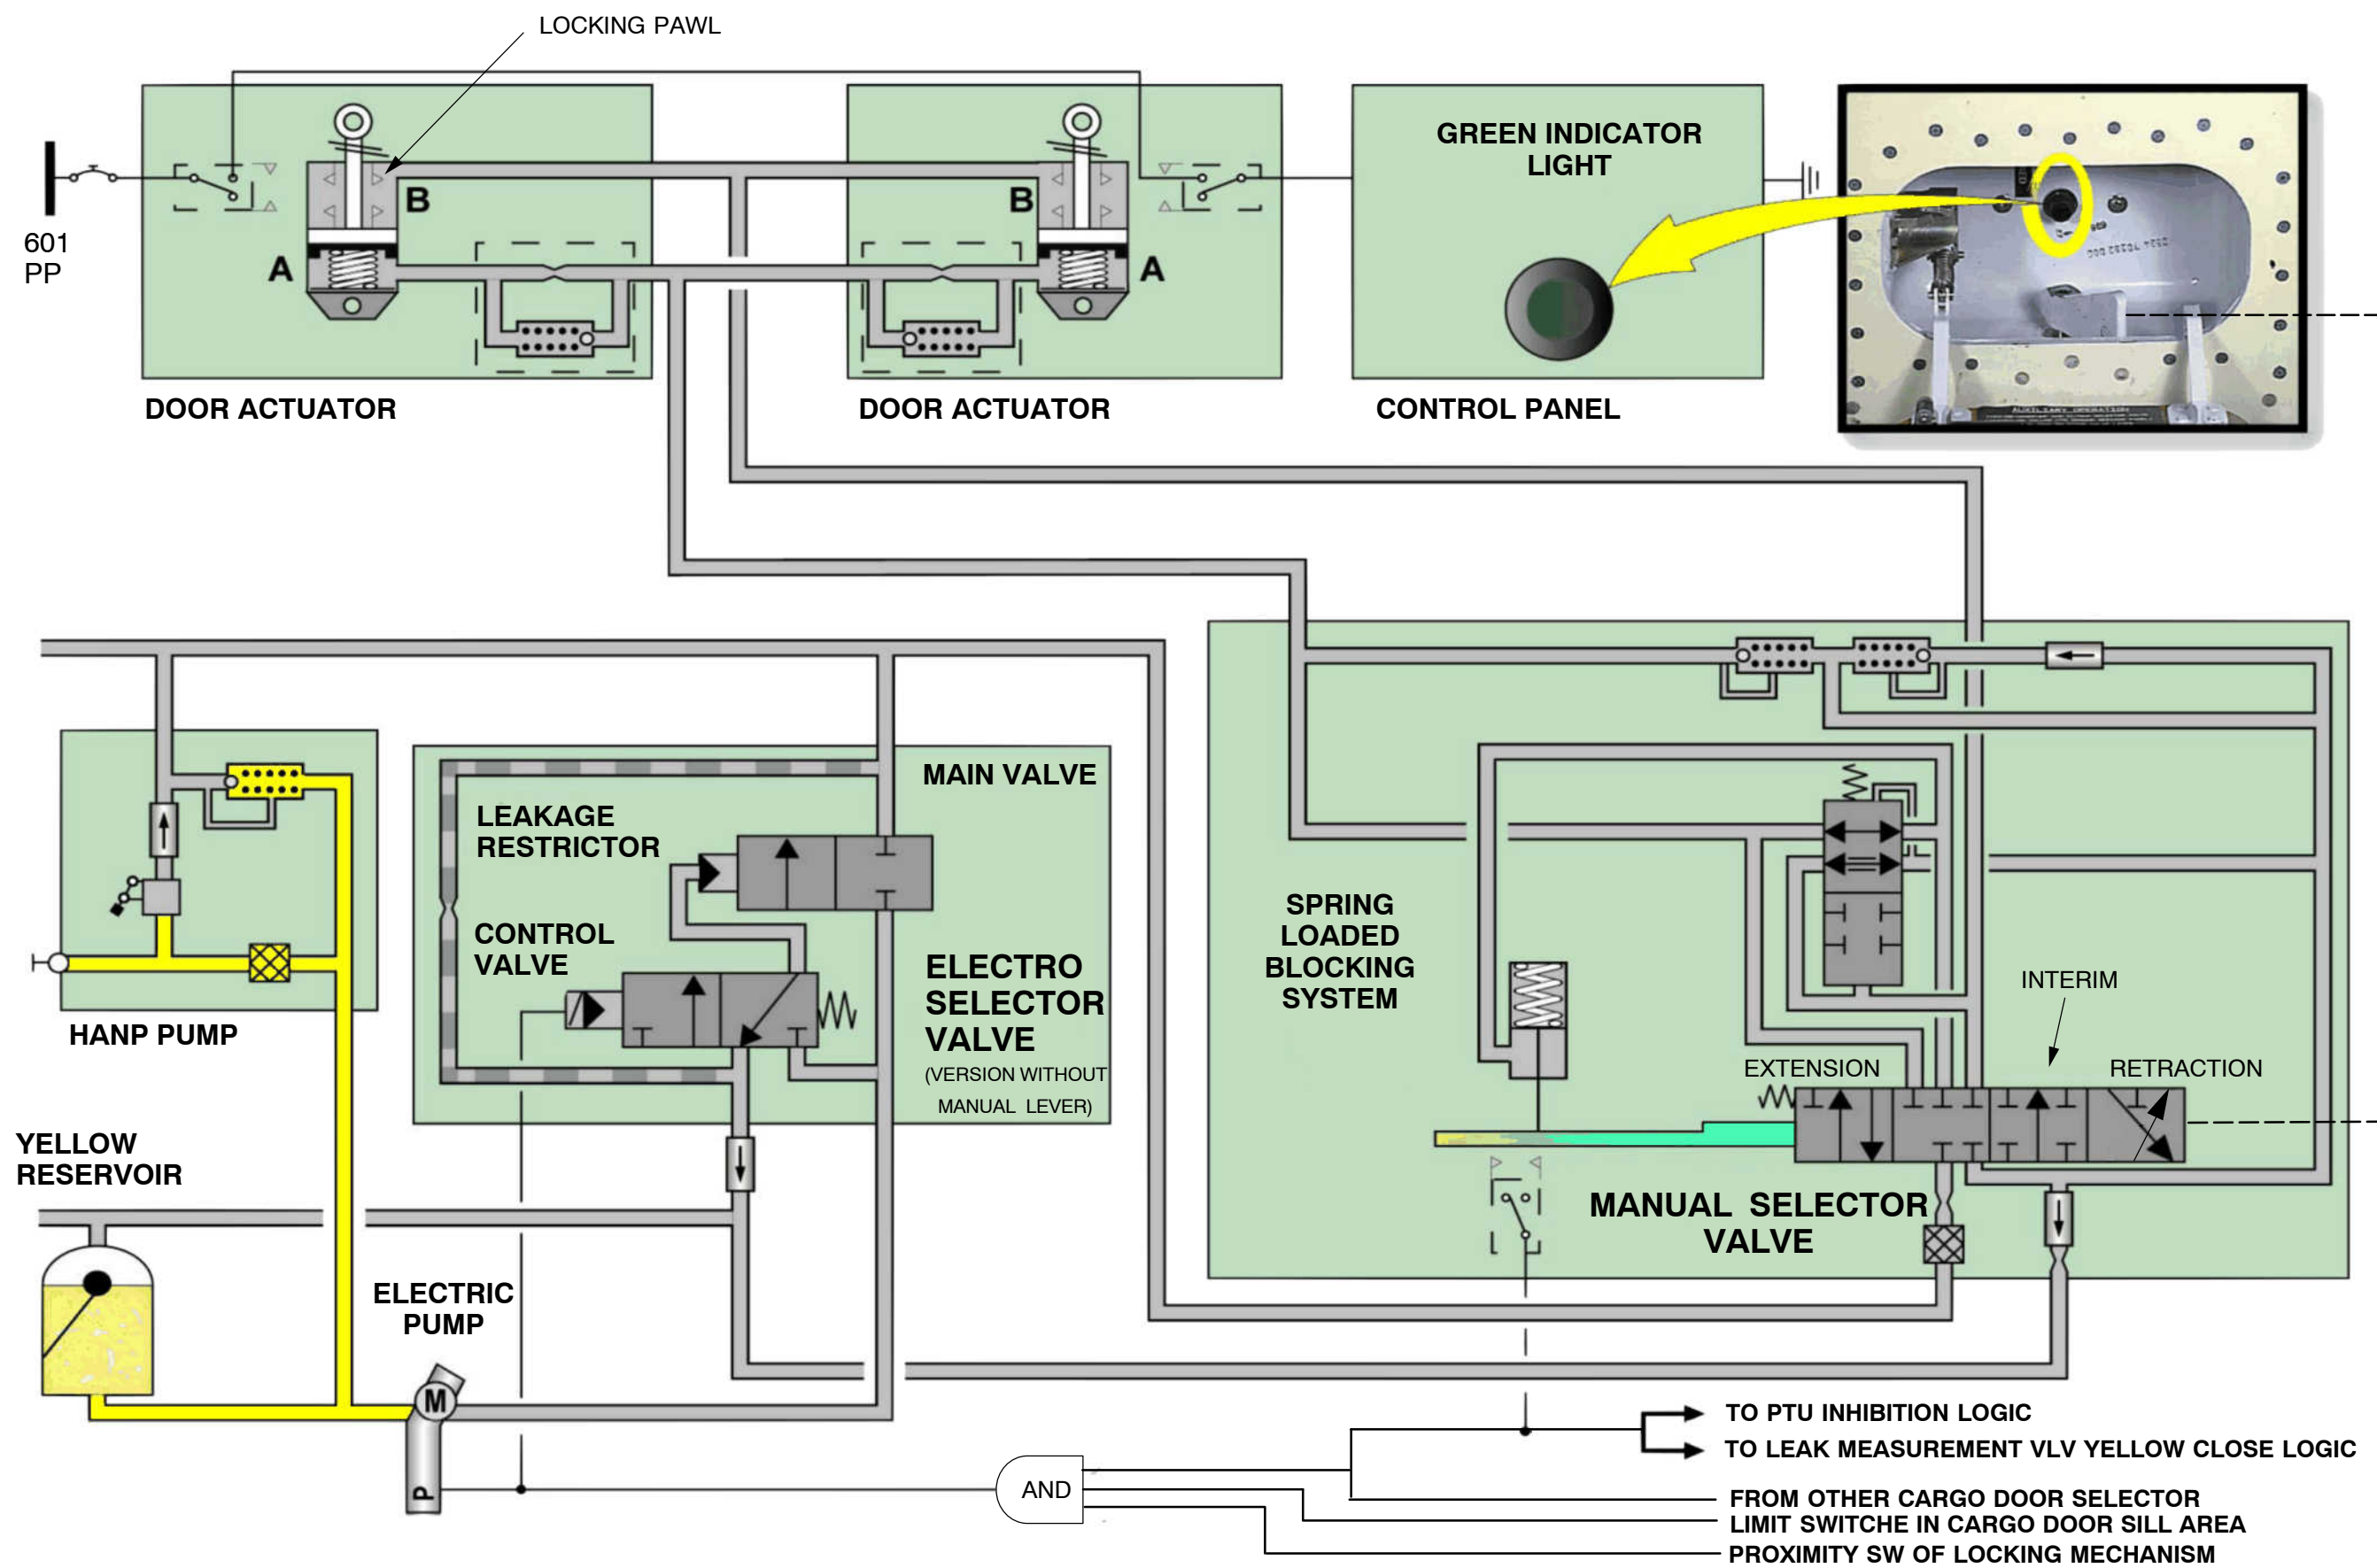 LOCKING PAWL
601
PP
B
A
B
A
GREEN INDICATOR
LIGHT
DOOR ACTUATOR
DOOR ACTUATOR
CONTROL PANEL
AUXILIARY OPERATION
MAIN VALVE
LEAKAGE
RESTRICTOR
CONTROL
VALVE
ELECTRO
SELECTOR
VALVE
(VERSION WITHOUT
MANUAL LEVER)
HANP PUMP
SPRING
LOADED
BLOCKING
SYSTEM
INTERIM
EXTENSION
RETRACTION
MANUAL SELECTOR
VALVE
YELLOW
RESERVOIR
ELECTRIC
PUMP
M
P
AND
TO PTU INHIBITION LOGIC
TO LEAK MEASUREMENT VLV YELLOW CLOSE LOGIC
FROM OTHER CARGO DOOR SELECTOR
LIMIT SWITCHE IN CARGO DOOR SILL AREA
PROXIMITY SW OF LOCKING MECHANISM